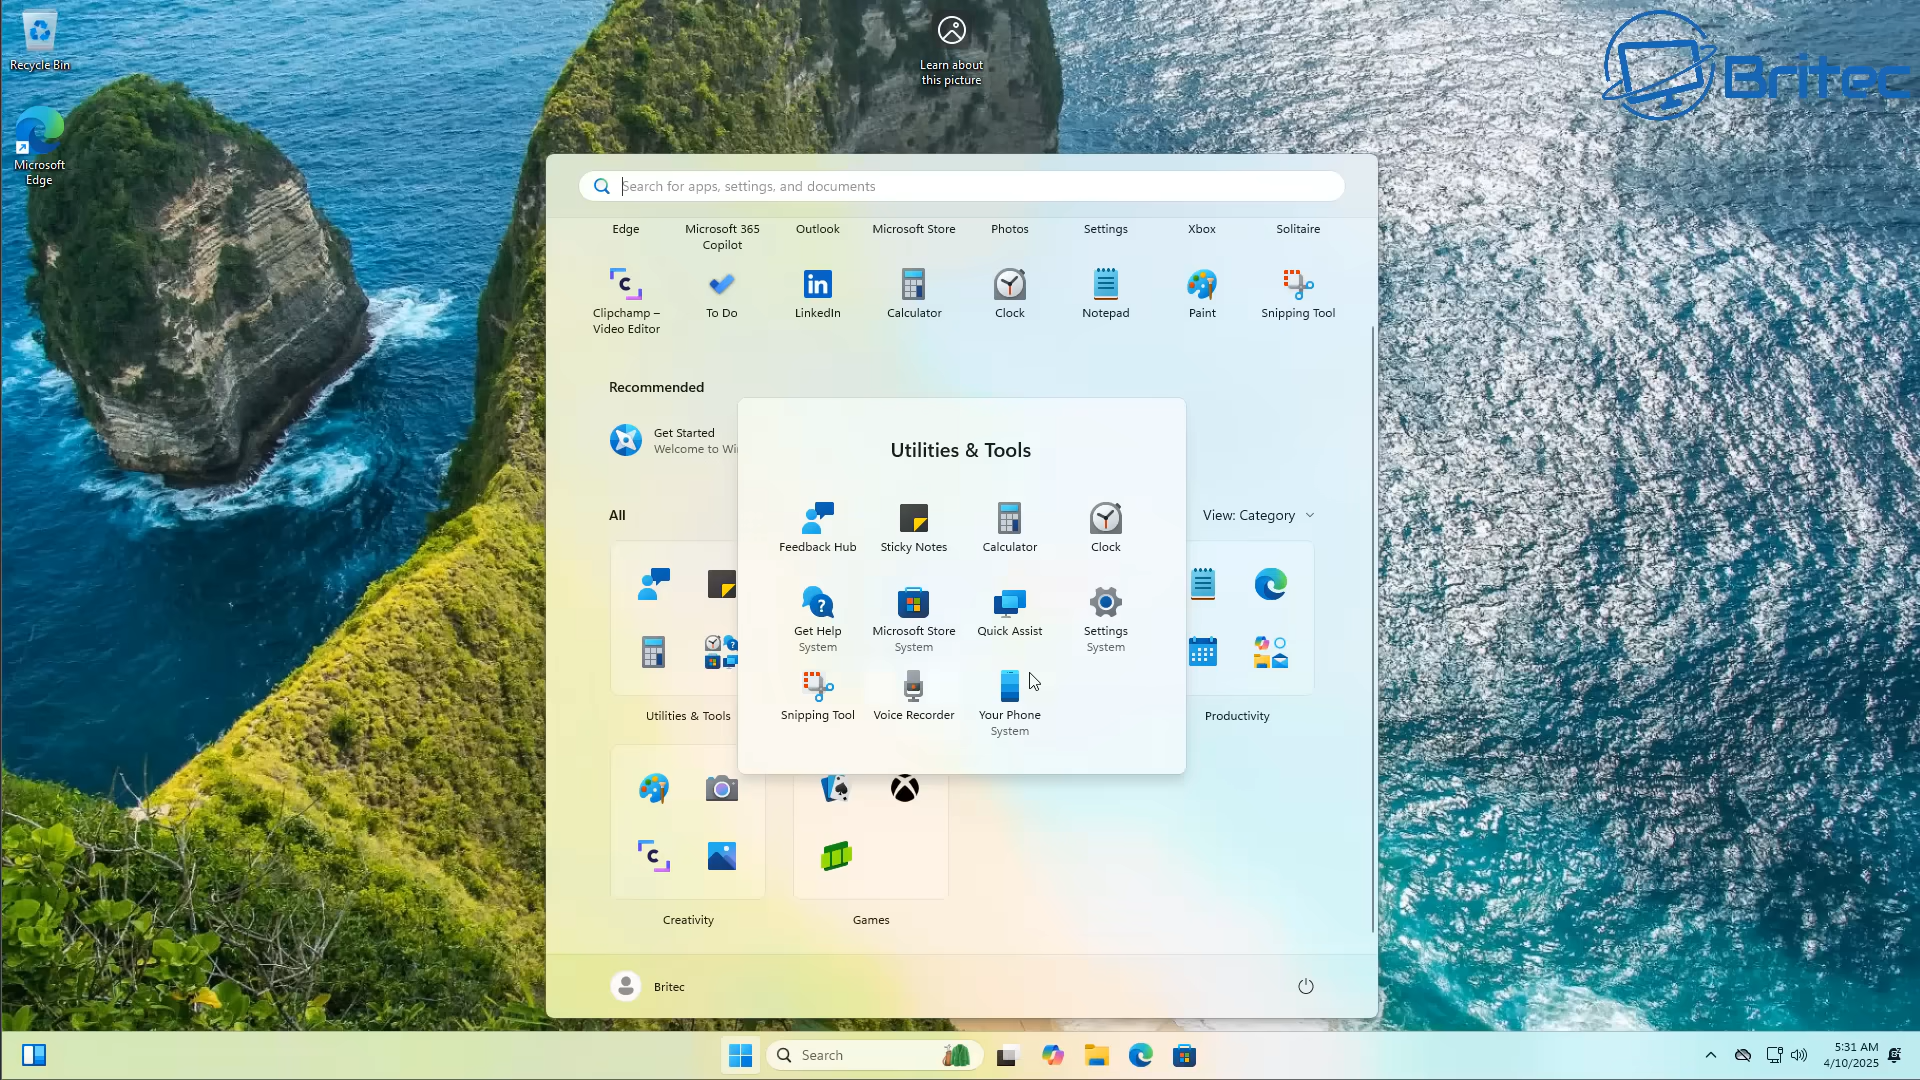 Recycle Bin
Learn about
this picture
Britec
Microsoft
Edge
Search for apps, settings, and documents
Edge
Microsoft 365
Copilot
Outlook
Microsoft Store
Photos
Settings
Xbox
Solitaire
Clipchamp –
Video Editor
To Do
LinkedIn
Calculator
Clock
Notepad
Paint
Snipping Tool
Recommended
Get Started
Welcome to Wi
All
View: Category
Utilities & Tools
Feedback Hub
Sticky Notes
Calculator
Clock
Get Help
System
Microsoft Store
System
Quick Assist
Settings
System
Snipping Tool
Voice Recorder
Your Phone
System
Utilities & Tools
Productivity
Creativity
Games
Britec
Search
5:31 AM
4/10/2025